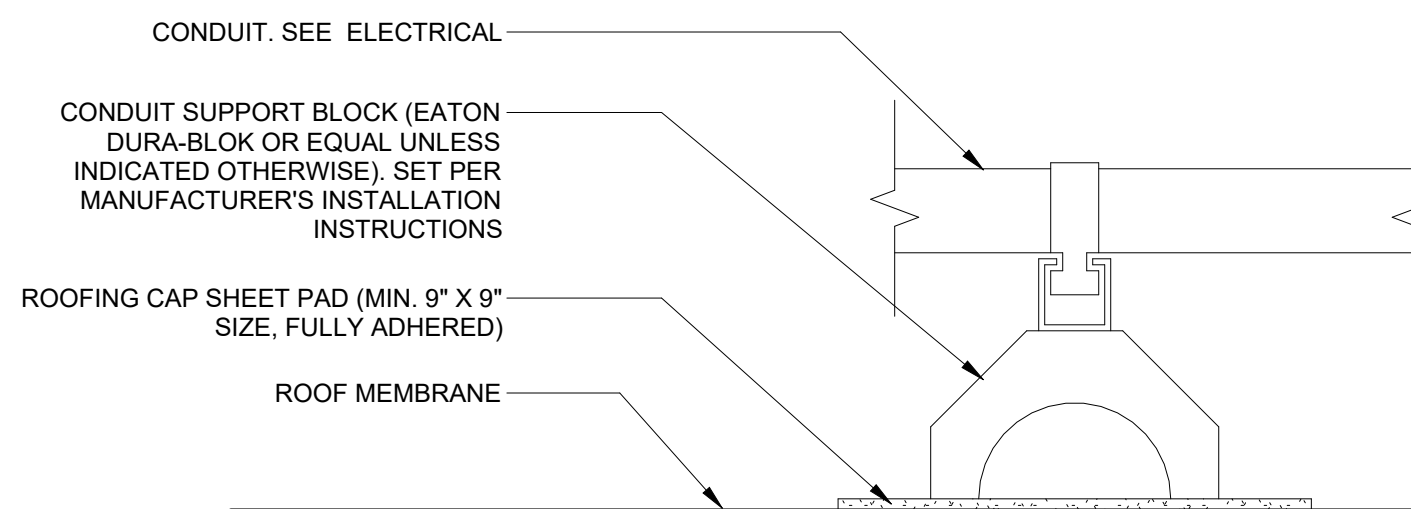 CONDUIT. SEE ELECTRICAL
CONDUIT SUPPORT BLOCK (EATON
DURA-BLOK OR EQUAL UNLESS
INDICATED OTHERWISE). SET PER
MANUFACTURER'S INSTALLATION
INSTRUCTIONS
ROOFING CAP SHEET PAD (MIN. 9" X 9"
SIZE, FULLY ADHERED)
ROOF MEMBRANE